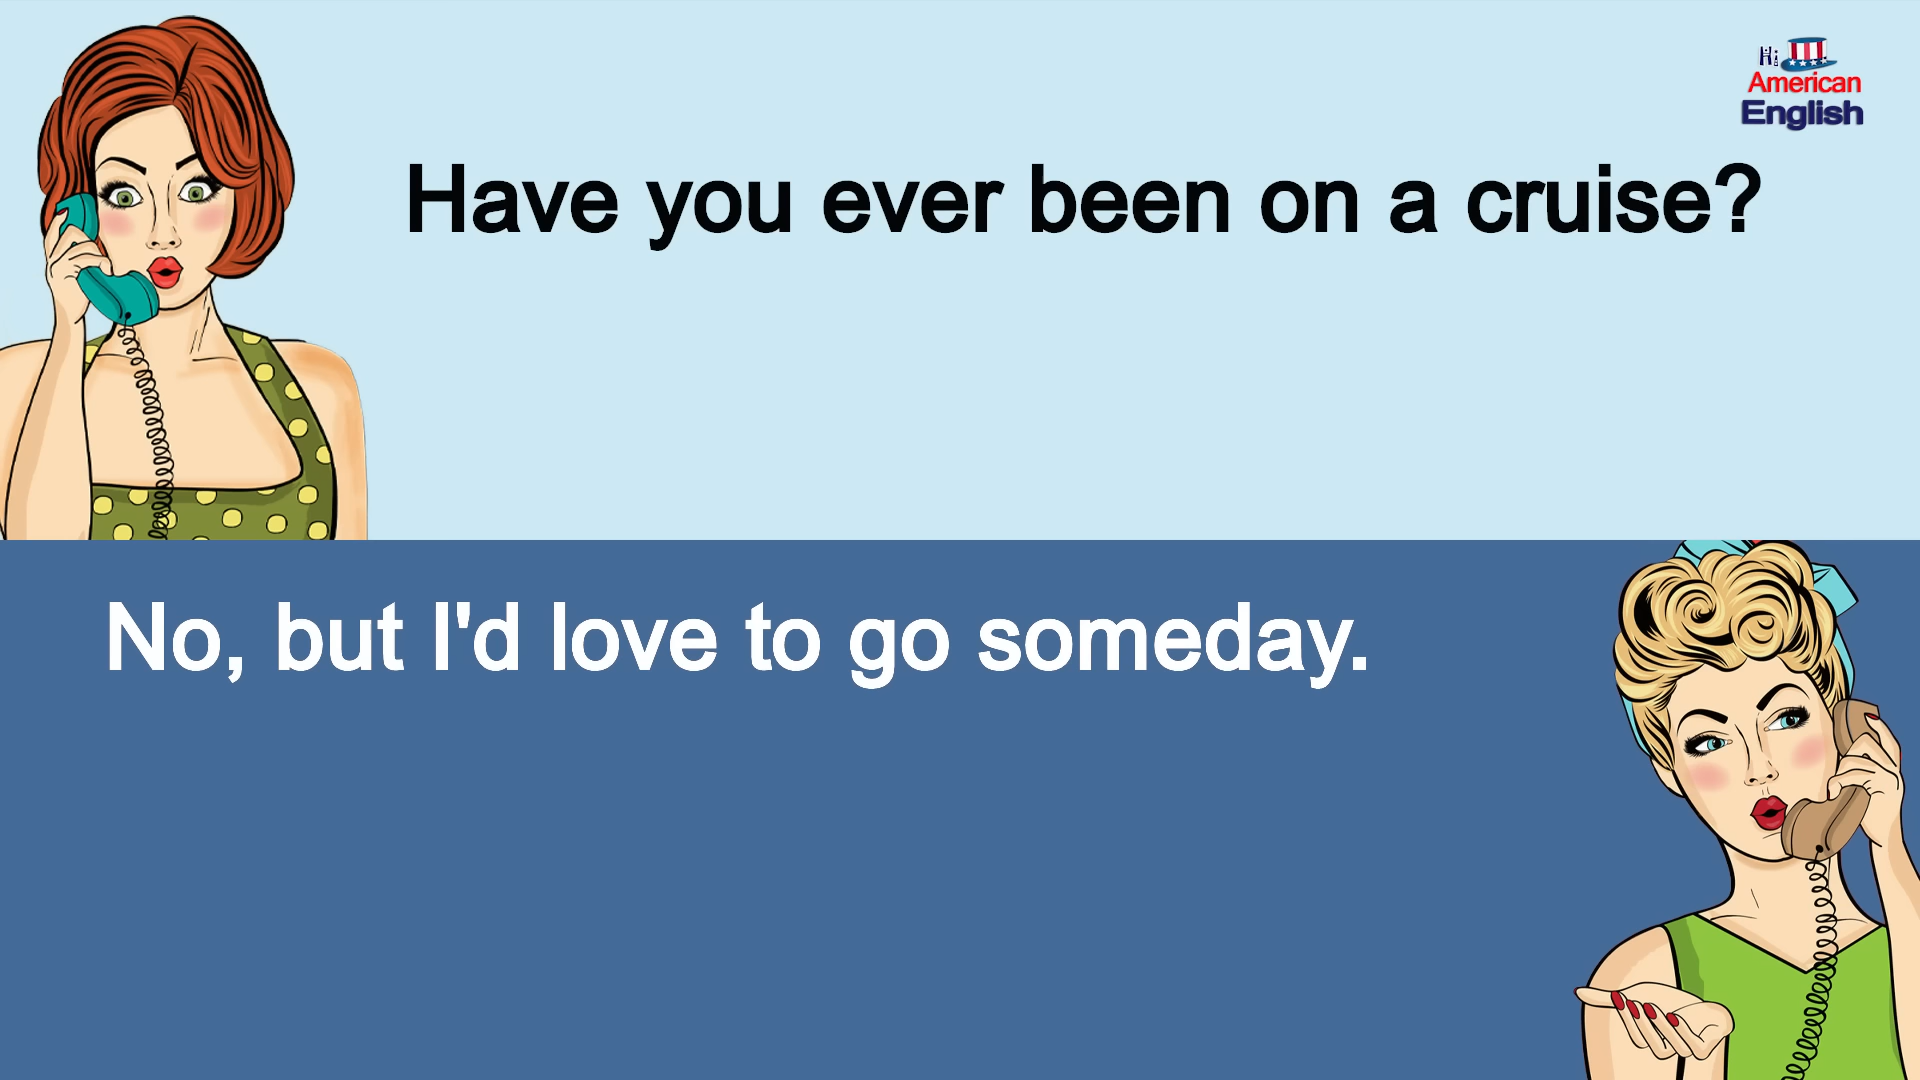 Hi
American
English
Have you ever been on a cruise?
No, but I'd love to go someday.